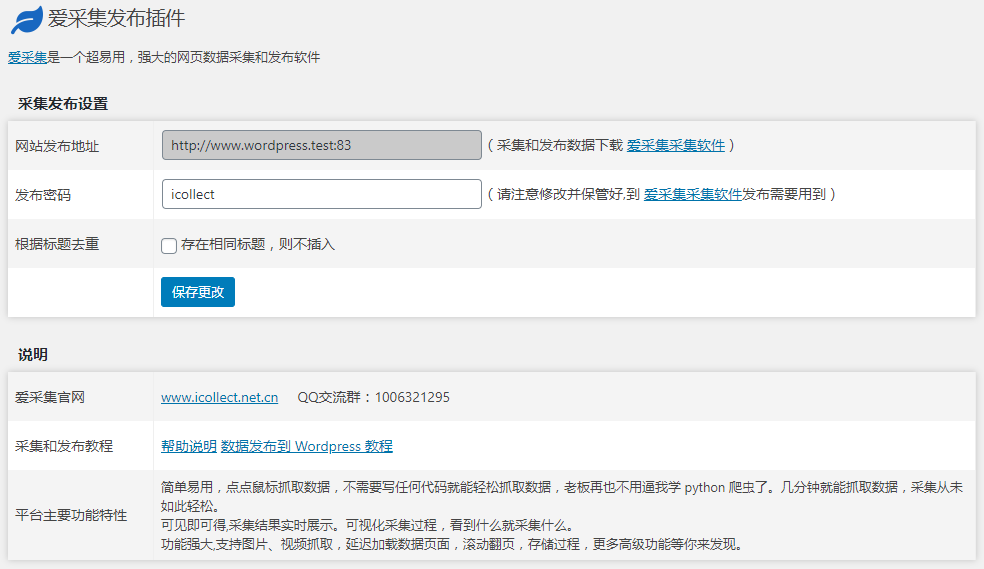 爱采集发布插件
爱采集是一个超易用，强大的网页数据采集和发布软件
采集发布设置
网站发布地址 http://www.wordpress.test:83 ( 采集和发布数据下载 爱采集采集软件 )
发布密码 icollect ( 请注意修改并保管好,到 爱采集采集软件发布需要用到 )
根据标题去重 存在相同标题，则不插入
保存更改
说明
爱采集官网 www.icollect.net.cn QQ交流群：1006321295
采集和发布教程 帮助说明 数据发布到 Wordpress 教程
平台主要功能特性
简单易用，点点鼠标抓取数据，不需要写任何代码就能轻松抓取数据，老板再也不用逼我学 python 爬虫了。几分钟就能抓取数据，采集从未
如此轻松。
可见即可得,采集结果实时展示。可视化采集过程，看到什么就采集什么。
功能强大,支持图片、视频抓取，延迟加载数据页面，滚动翻页，存储过程，更多高级功能等你来发现。